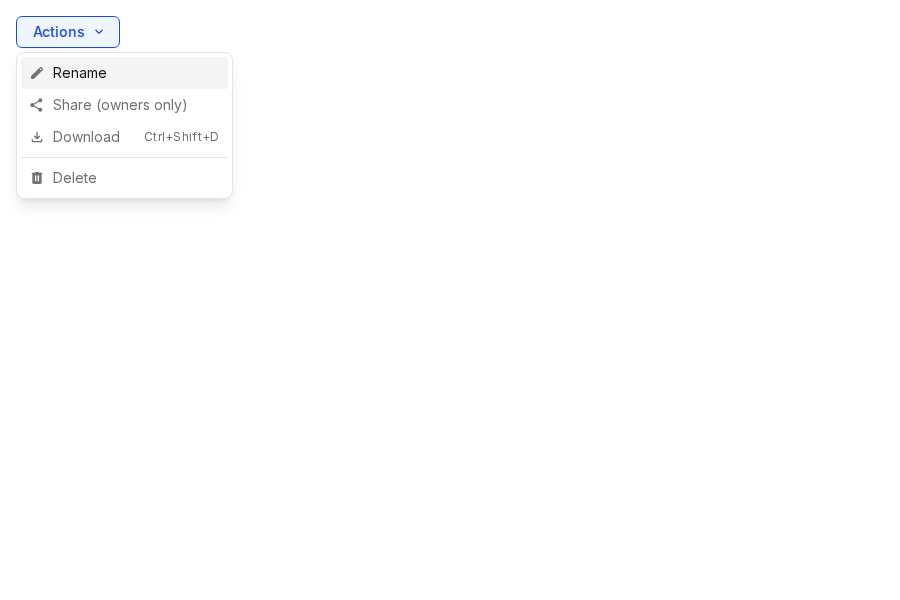 Actions
Rename
Share (owners only)
Download Ctrl+Shift+D
Delete